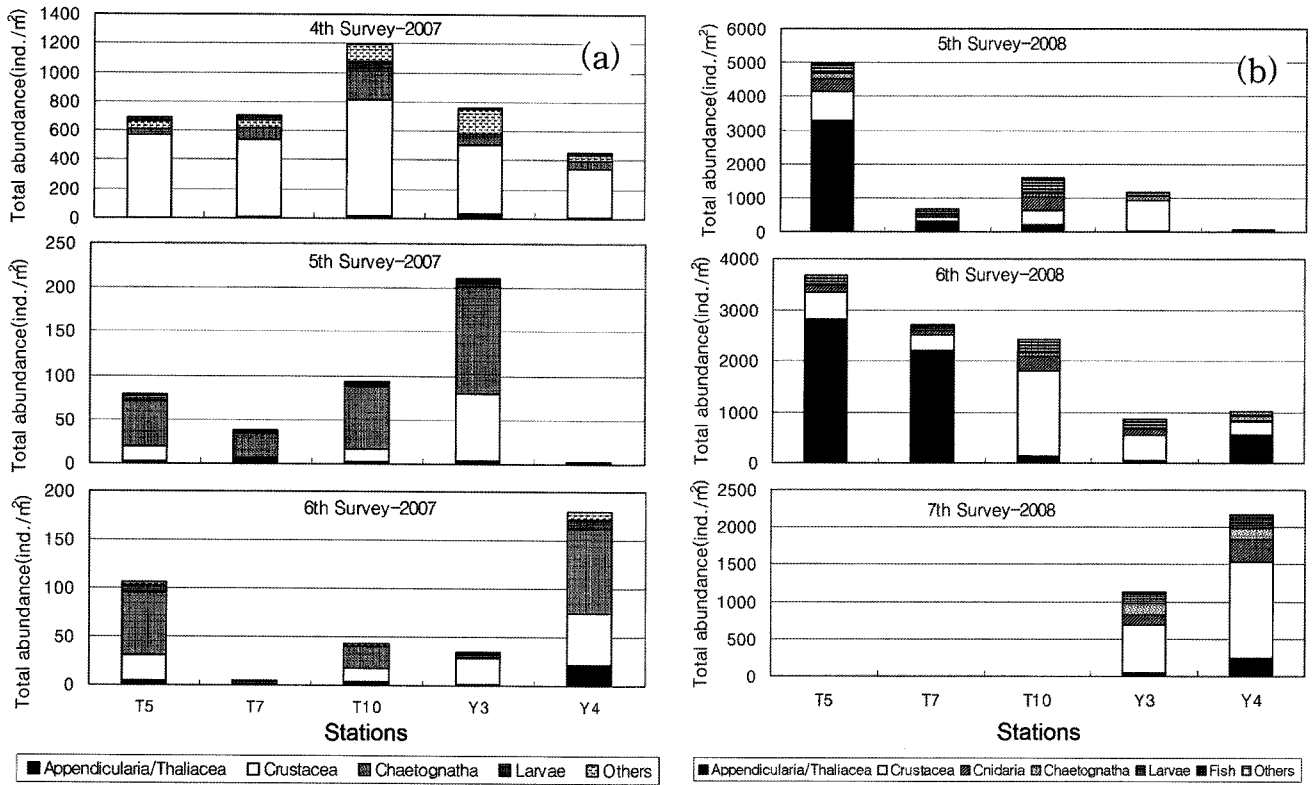 (a)
4th Survey-2007
Total abundance(ind./m²)
1400
1200
1000
800
600
400
200
0
5th Survey-2007
Total abundance(ind./m²)
250
200
150
100
50
0
6th Survey-2007
Total abundance(ind./m²)
200
150
100
50
0
T5 T7 T10 Y3 Y4
Stations
Appendicularia/Thaliacea Crustacea Chaetognatha Larvae Others
(b)
5th Survey-2008
Total abundance(ind./m²)
6000
5000
4000
3000
2000
1000
0
6th Survey-2008
Total abundance(ind./m²)
4000
3000
2000
1000
0
7th Survey-2008
Total abundance(ind./m²)
2500
2000
1500
1000
500
0
T5 T7 T10 Y3 Y4
Stations
Appendicularia/Thaliacea Crustacea Cnidaria Chaetognatha Larvae Fish Others